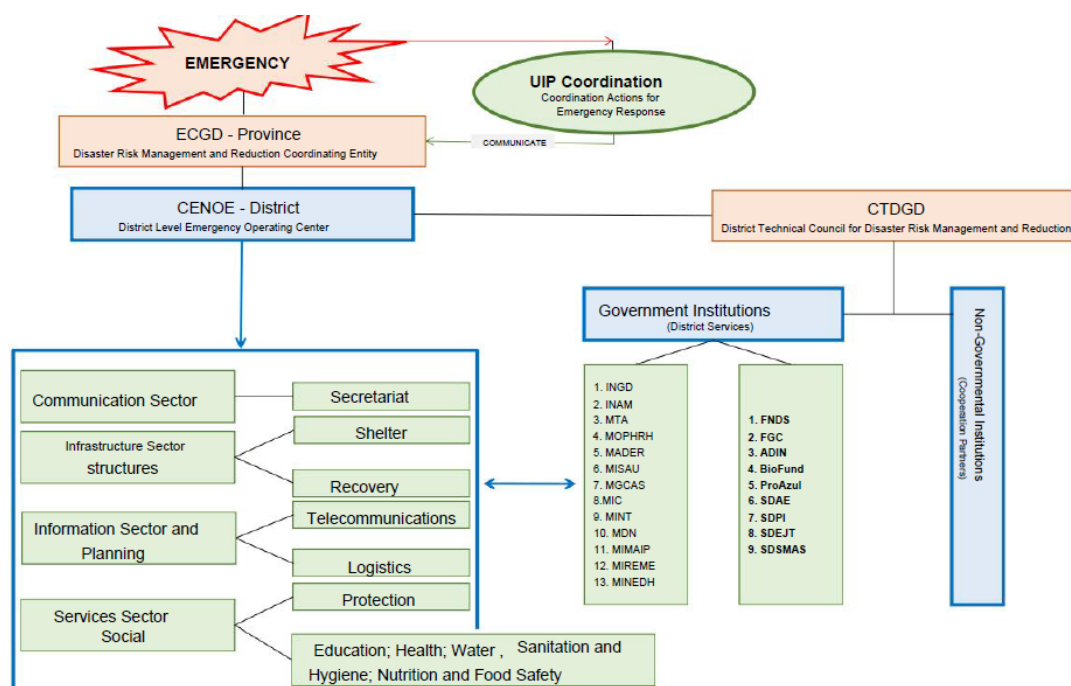 EMERGENCY
UIP Coordination
Coordination Actions for
Emergency Response
COMMUNICATE
ECGD - Province
Disaster Risk Management and Reduction Coordinating Entity
CENOE - District
District Level Emergency Operating Center
CTDGD
District Technical Council for Disaster Risk Management and Reduction
Government Institutions
(District Services)
Non-Governmental Institutions
(Cooperation Partners)
Communication Sector
Secretariat
Infrastructure Sector
structures
Shelter
Recovery
Information Sector and
Planning
Telecommunications
Logistics
Services Sector
Social
Protection
Education; Health; Water , Sanitation and
Hygiene; Nutrition and Food Safety
1. INGD
2. INAM
3. MTA
4. MOPHRH
5. MADER
6. MISAU
7. MGCAS
8.MIC
9. MINT
10. MDN
11. MIMAIP
12. MIREME
13. MINEDH
1. FNDS
2. FGC
3. ADIN
4. BioFund
5. ProAzul
6. SDAE
7. SDPI
8. SDEJT
9. SDSMAS